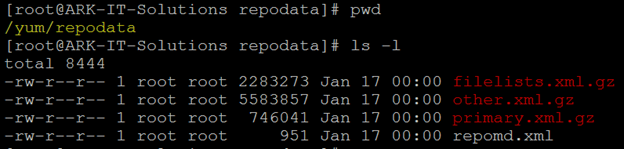 [root@ARK-IT-Solutions repodata]# pwd
/yum/repodata
[root@ARK-IT-Solutions repodata]# ls -l
total 8444
-rw-r--r-- 1 root root 2283273 Jan 17 00:00 filelists.xml.gz
-rw-r--r-- 1 root root 5583857 Jan 17 00:00 other.xml.gz
-rw-r--r-- 1 root root  746041 Jan 17 00:00 primary.xml.gz
-rw-r--r-- 1 root root     951 Jan 17 00:00 repomd.xml